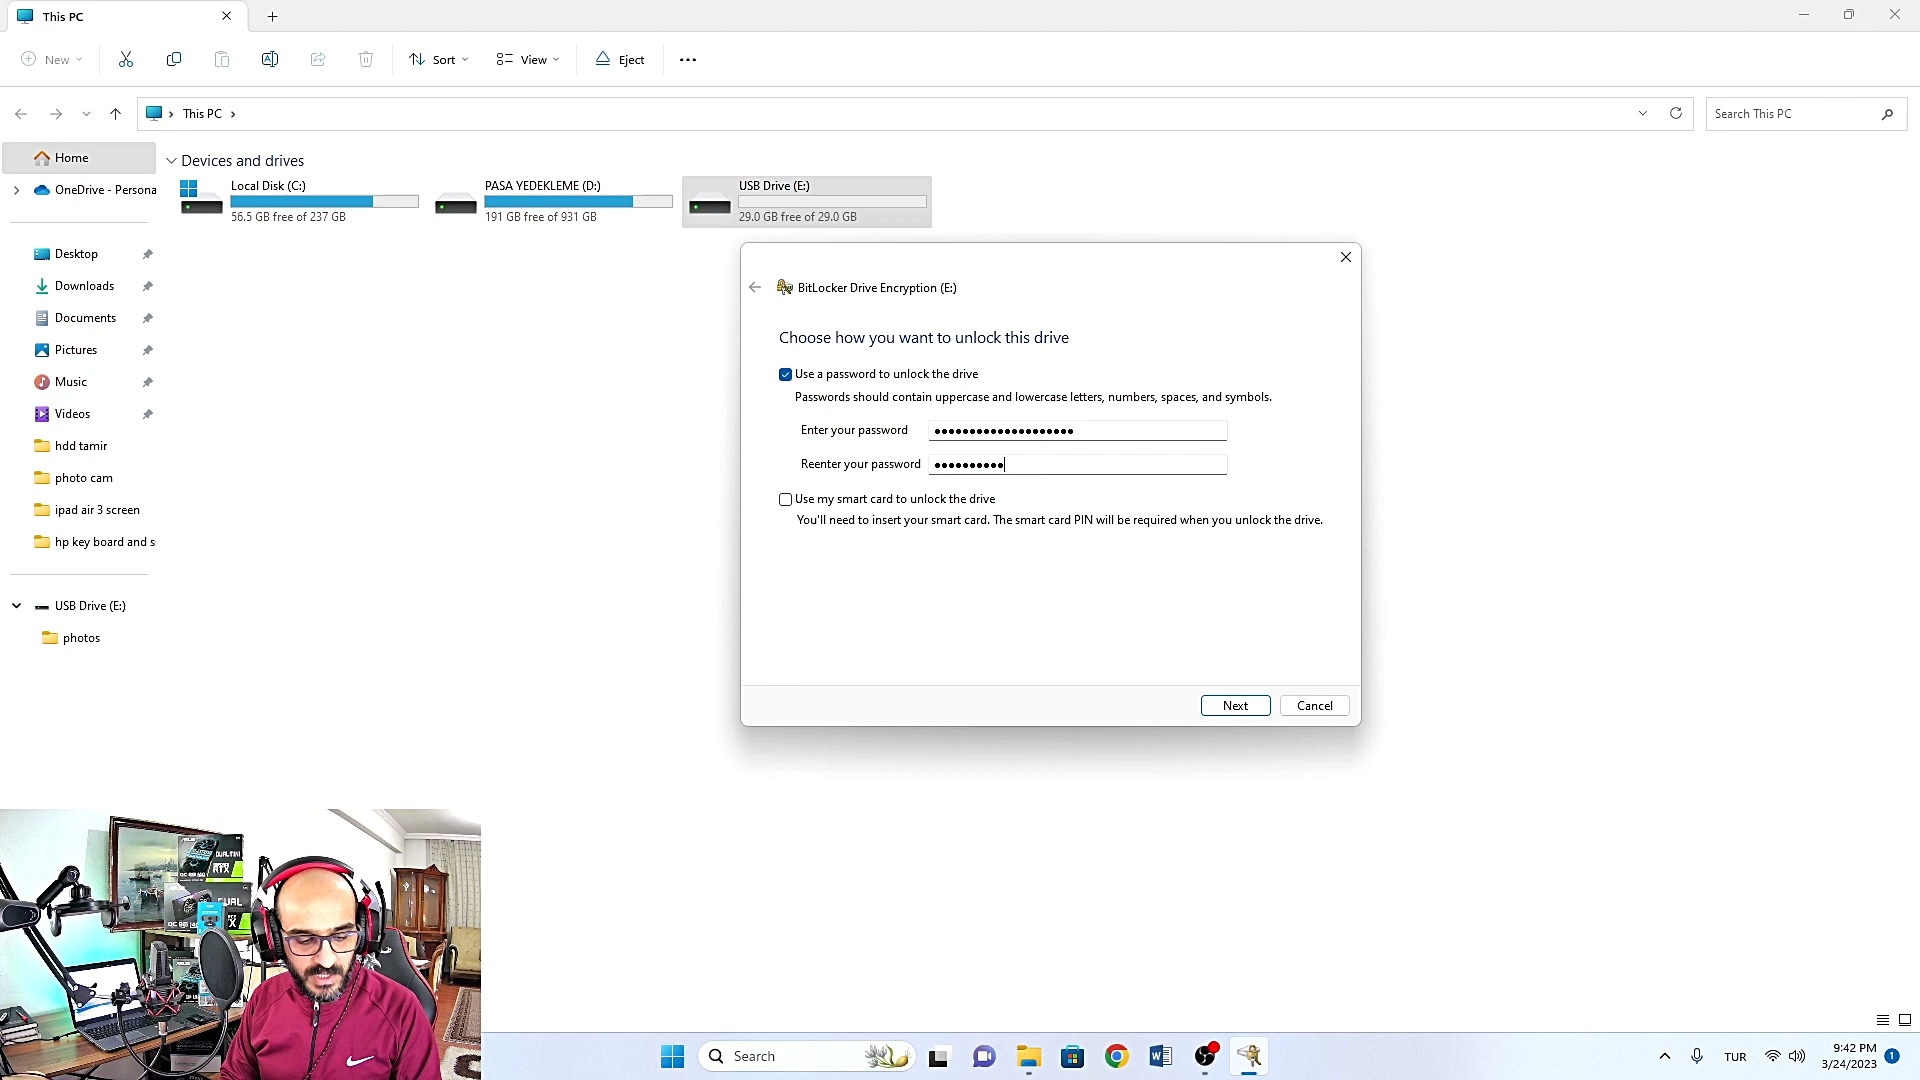 This PC
New
Sort
View
Eject
This PC
Search This PC
Home
OneDrive - Persona
Desktop
Downloads
Documents
Pictures
Music
Videos
hdd tamir
photo cam
ipad air 3 screen
hp key board and s
USB Drive (E:)
photos
Devices and drives
Local Disk (C:)
56.5 GB free of 237 GB
PASA YEDEKLEME (D:)
191 GB free of 931 GB
USB Drive (E:)
29.0 GB free of 29.0 GB
BitLocker Drive Encryption (E:)
Choose how you want to unlock this drive
Use a password to unlock the drive
Passwords should contain uppercase and lowercase letters, numbers, spaces, and symbols.
Enter your password
Reenter your password
Use my smart card to unlock the drive
You'll need to insert your smart card. The smart card PIN will be required when you unlock the drive.
Next
Cancel
DUAL
RTX
Search
TUR
9:42 PM
3/24/2023
1